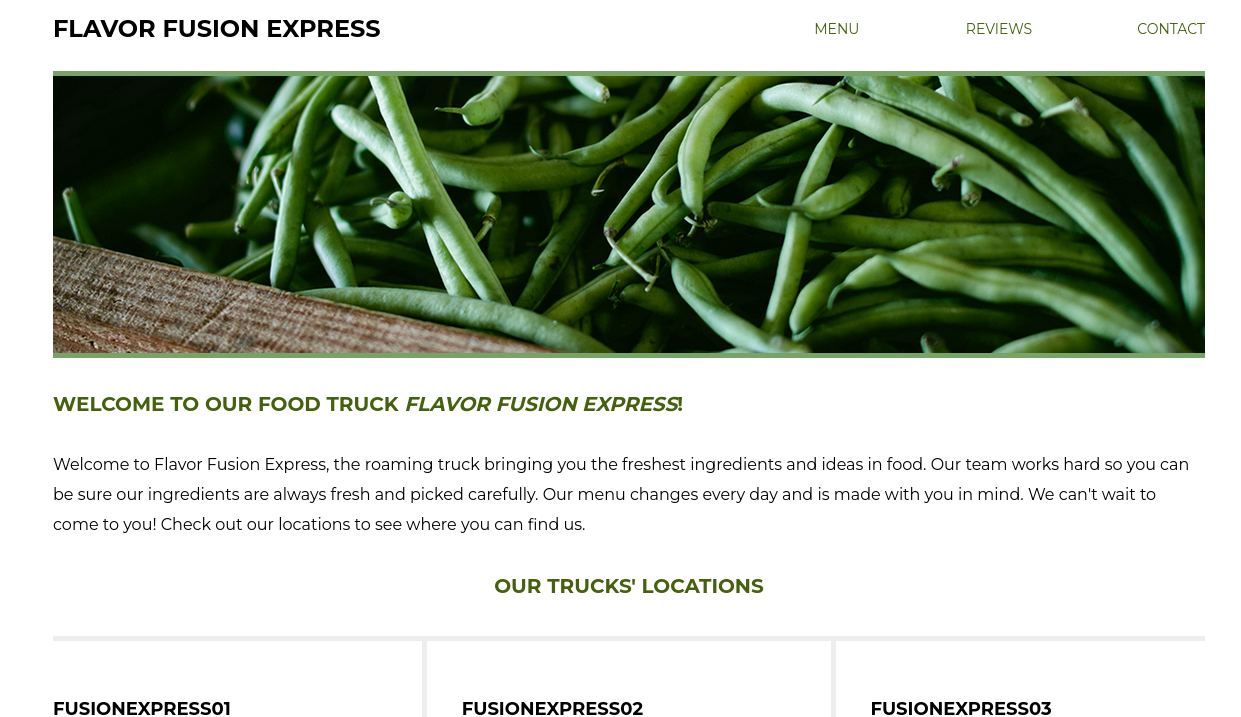 FLAVOR FUSION EXPRESS
MENU REVIEWS CONTACT
WELCOME TO OUR FOOD TRUCK FLAVOR FUSION EXPRESS!
Welcome to Flavor Fusion Express, the roaming truck bringing you the freshest ingredients and ideas in food. Our team works hard so you can
be sure our ingredients are always fresh and picked carefully. Our menu changes every day and is made with you in mind. We can't wait to
come to you! Check out our locations to see where you can find us.
OUR TRUCKS' LOCATIONS
FUSIONEXPRESS01
FUSIONEXPRESS02
FUSIONEXPRESS03